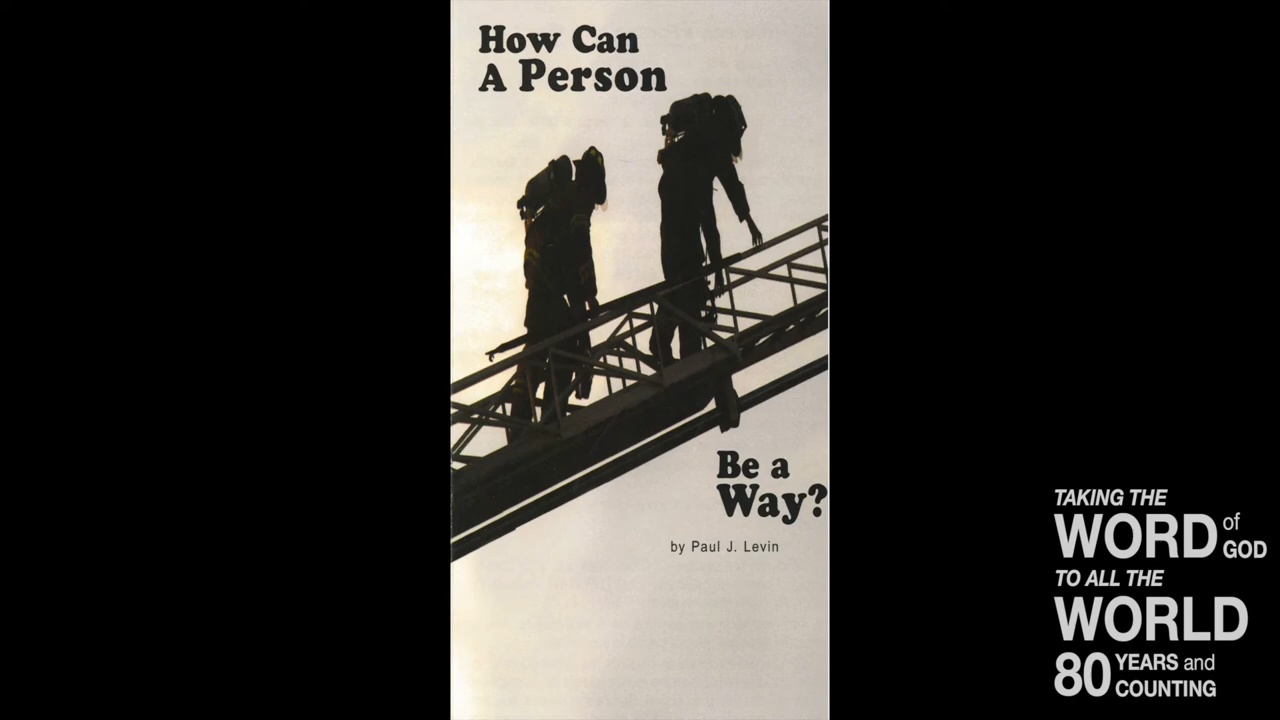 How Can
A Person
Be a
Way?
by Paul J. Levin
TAKING THE
WORD of
GOD
TO ALL THE
WORLD
80 YEARS and
COUNTING